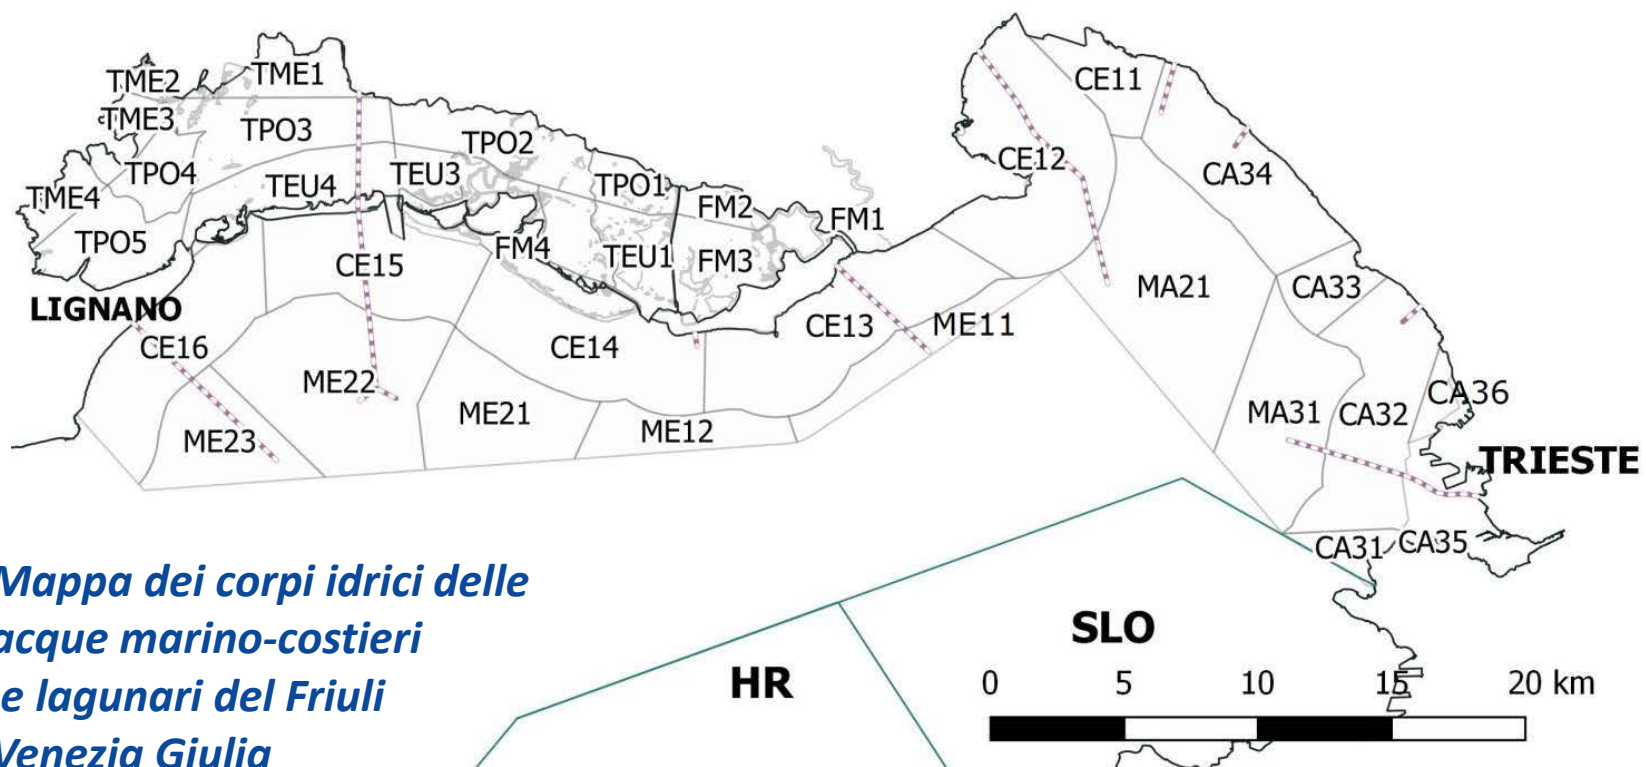 TME2
TME1
CE11
TME3
TPO3
TPO2
CE12
TPO4
TEU4
TEU3
TPO1
CA34
TME4
FM2
FM1
TPO5
FM4
TEU1
FM3
CE15
MA21
CA33
LIGNANO
CE16
CE14
CE13
ME11
ME22
ME21
ME12
ME23
MA31
CA32
CA36
TRIESTE
CA31
CA35
Mappa dei corpi idrici delle
acque marino-costieri
e lagunari del Friuli
Venezia Giulia
HR
SLO
0 5 10 15 20 km